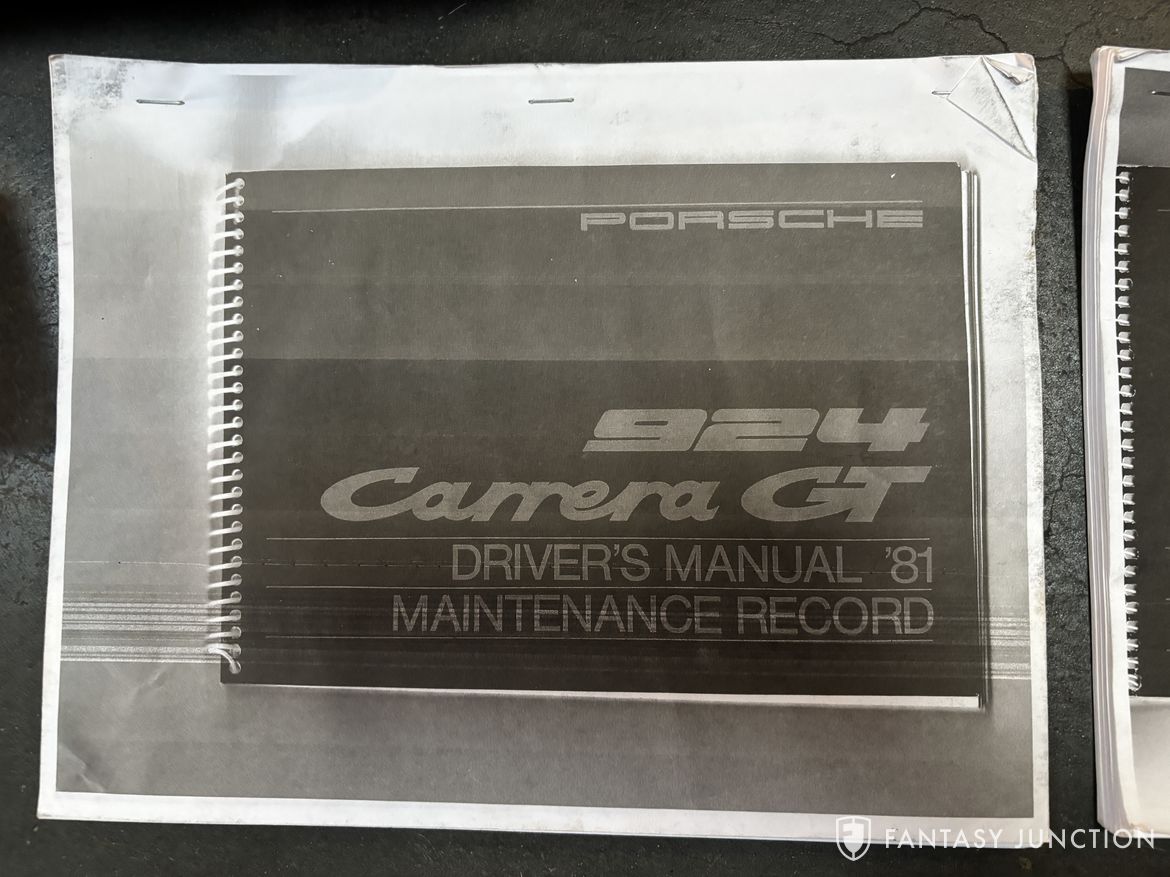 PORSCHE
924
Carrera GT
DRIVER'S MANUAL '81
MAINTENANCE RECORD
FANTASY JUNCTION